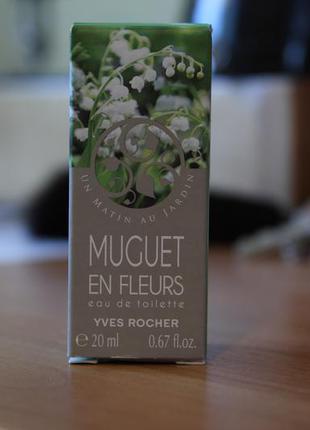 UN MATIN AU JARDIN
MUGUET
EN FLEURS
eau de toilette
YVES ROCHER
℮ 20 ml 0.67 fl.oz.